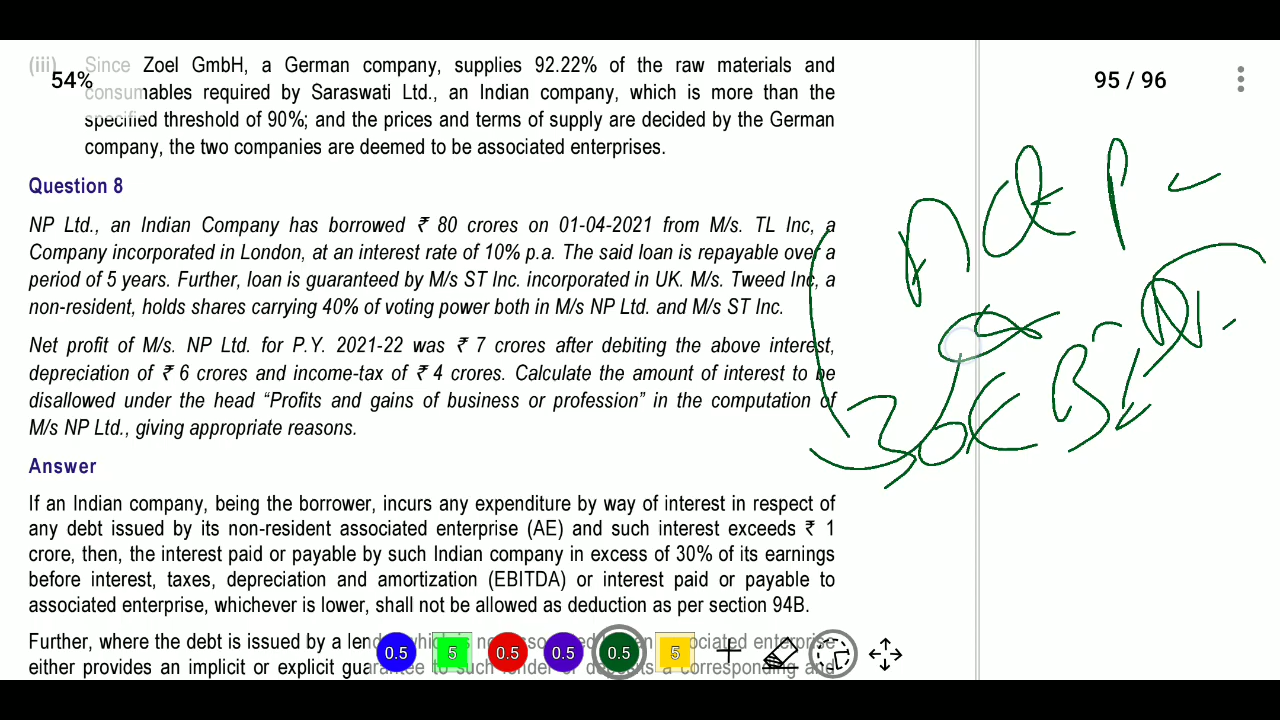 (iii) Since Zoel GmbH, a German company, supplies 92.22% of the raw materials and
54%
95 / 96
consumables required by Saraswati Ltd., an Indian company, which is more than the
specified threshold of 90%; and the prices and terms of supply are decided by the German
company, the two companies are deemed to be associated enterprises.
Question 8
NP Ltd., an Indian Company has borrowed ₹ 80 crores on 01-04-2021 from M/s. TL Inc, a
Company incorporated in London, at an interest rate of 10% p.a. The said loan is repayable over a
period of 5 years. Further, loan is guaranteed by M/s ST Inc. incorporated in UK. M/s. Tweed Inc, a
non-resident, holds shares carrying 40% of voting power both in M/s NP Ltd. and M/s ST Inc.
Net profit of M/s. NP Ltd. for P.Y. 2021-22 was ₹ 7 crores after debiting the above interest,
depreciation of ₹ 6 crores and income-tax of ₹ 4 crores. Calculate the amount of interest to be
disallowed under the head “Profits and gains of business or profession” in the computation of
M/s NP Ltd., giving appropriate reasons.
Answer
If an Indian company, being the borrower, incurs any expenditure by way of interest in respect of
any debt issued by its non-resident associated enterprise (AE) and such interest exceeds ₹ 1
crore, then, the interest paid or payable by such Indian company in excess of 30% of its earnings
before interest, taxes, depreciation and amortization (EBITDA) or interest paid or payable to
associated enterprise, whichever is lower, shall not be allowed as deduction as per section 94B.
Further, where the debt is issued by a
either provides an implicit or explicit
0.5 5 0.5 0.5 0.5 5